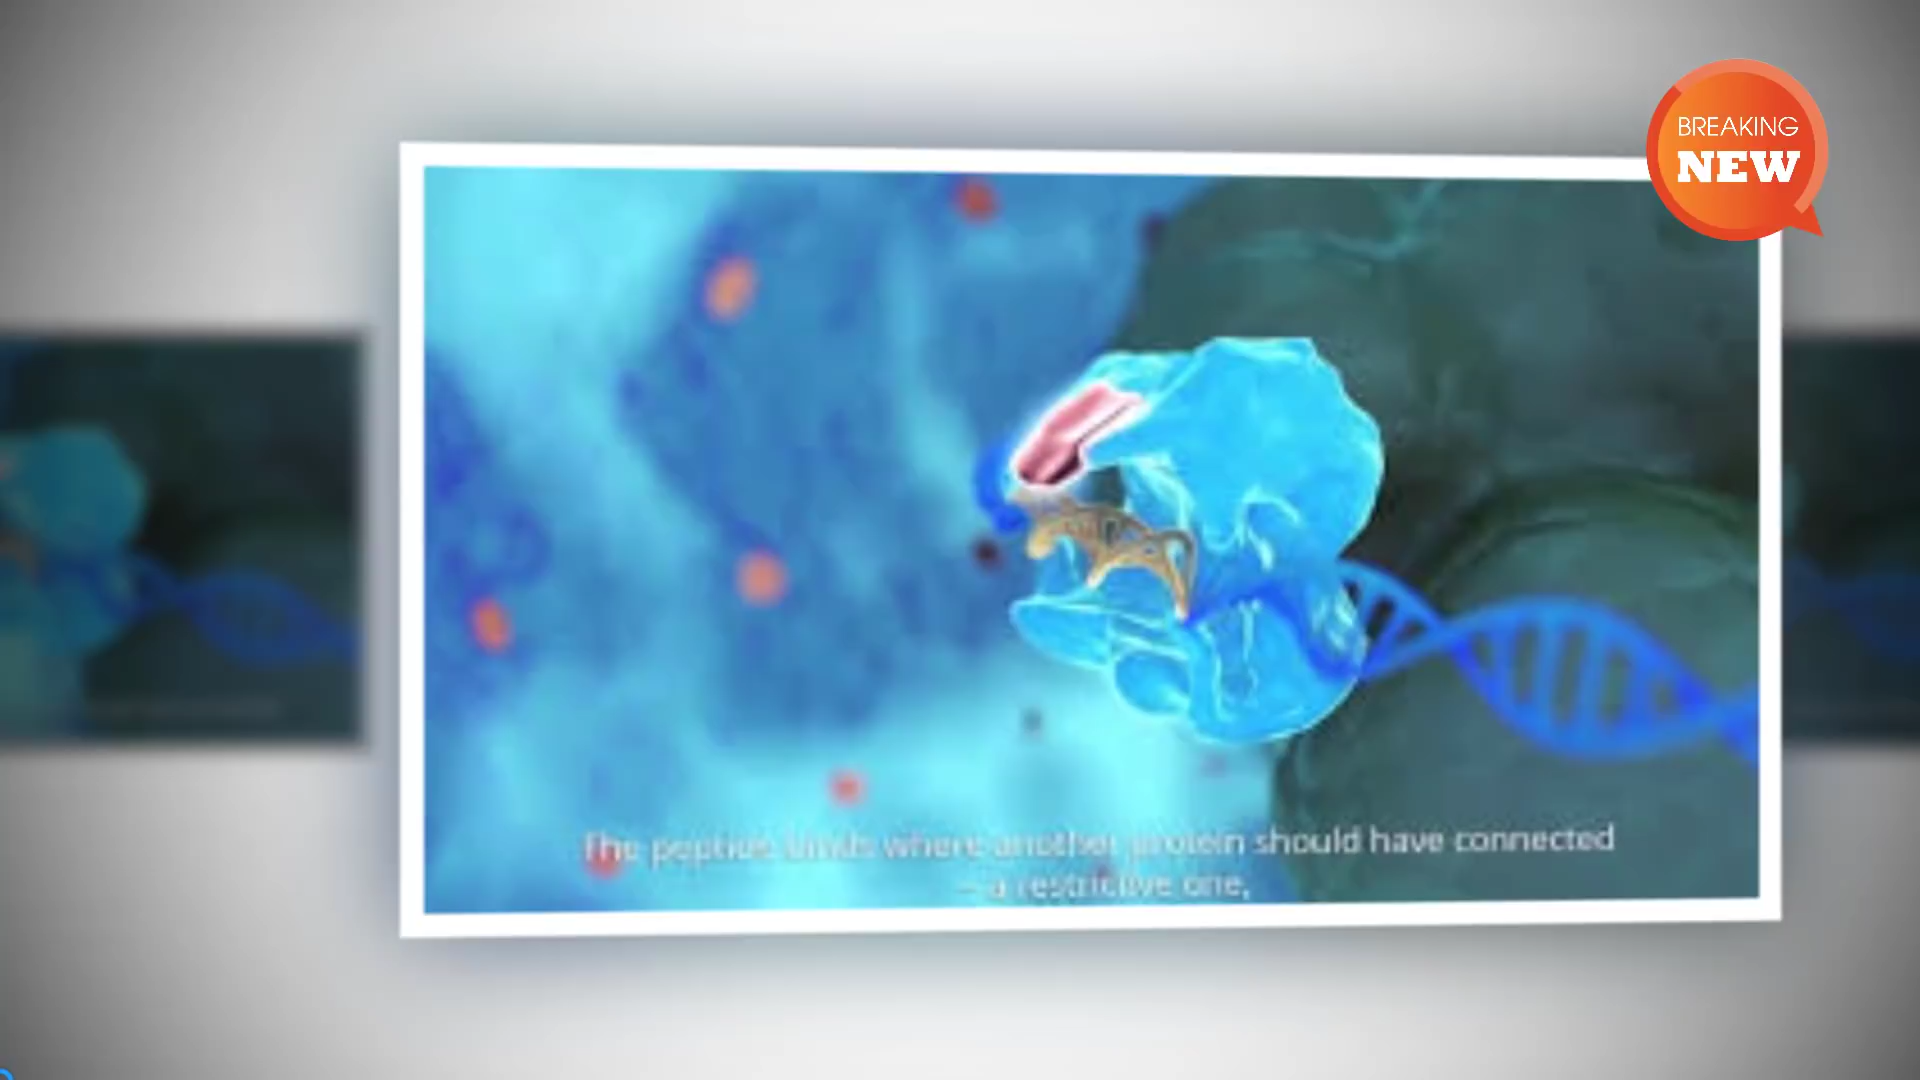 BREAKING
NEW
The peptide binds where another protein should have connected
– a restrictive one,